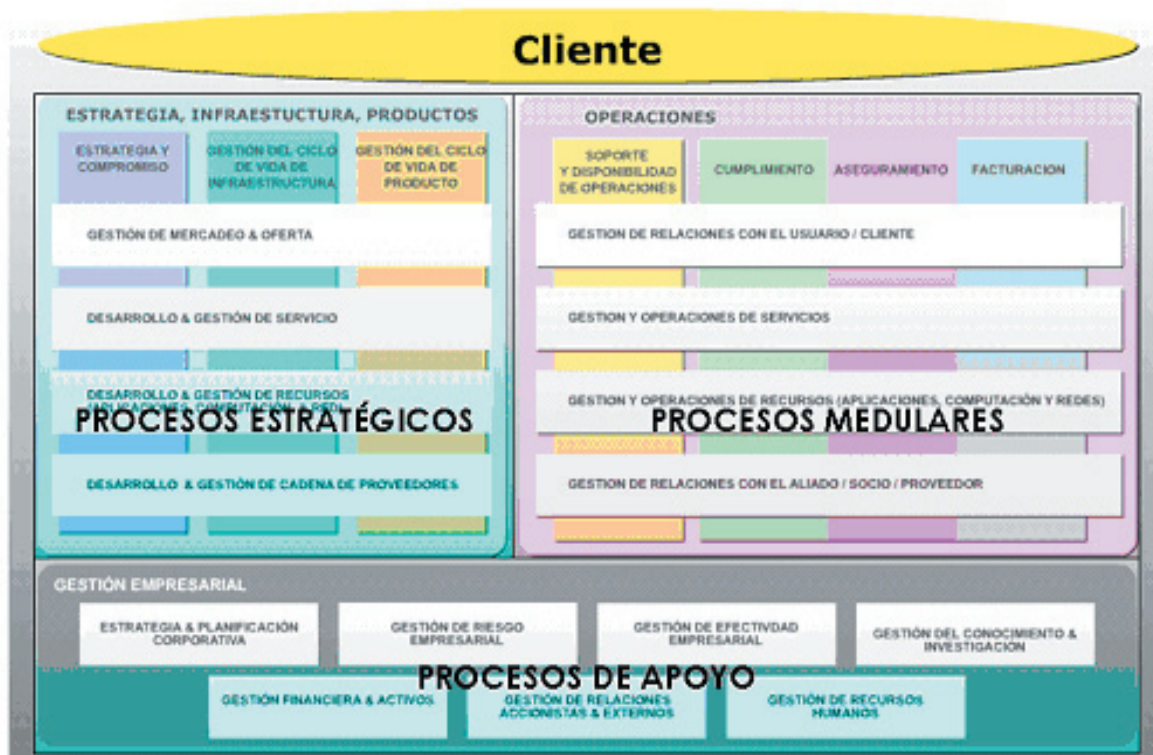 Cliente
ESTRATEGIA, INFRAESTUCTURA, PRODUCTOS
ESTRATEGIA Y
COMPROMISO
GESTIÓN DEL CICLO
DE VIDA DE
INFRAESTRUCTURA
GESTIÓN DEL CICLO
DE VIDA DE
PRODUCTO
GESTIÓN DE MERCADEO & OFERTA
DESARROLLO & GESTIÓN DE SERVICIO
DESARROLLO & GESTIÓN DE RECURSOS
PROCESOS ESTRATÉGICOS
DESARROLLO & GESTIÓN DE CADENA DE PROVEEDORES
OPERACIONES
SOPORTE
Y DISPONIBILIDAD
DE OPERACIONES
CUMPLIMIENTO
ASEGURAMIENTO
FACTURACION
GESTION DE RELACIONES CON EL USUARIO / CLIENTE
GESTION Y OPERACIONES DE SERVICIOS
GESTION Y OPERACIONES DE RECURSOS (APLICACIONES, COMPUTACIÓN Y REDES)
PROCESOS MEDULARES
GESTION DE RELACIONES CON EL ALIADO / SOCIO / PROVEEDOR
GESTIÓN EMPRESARIAL
ESTRATEGIA & PLANIFICACIÓN
CORPORATIVA
GESTIÓN DE RIESGO
EMPRESARIAL
GESTIÓN DE EFECTIVDAD
EMPRESARIAL
GESTIÓN DEL CONOCIMIENTO &
INVESTIGACIÓN
PROCESOS DE APOYO
GESTIÓN FINANCIERA & ACTIVOS
GESTIÓN DE RELACIONES
ACCIONISTAS & EXTERNOS
GESTIÓN DE RECURSOS
HUMANOS